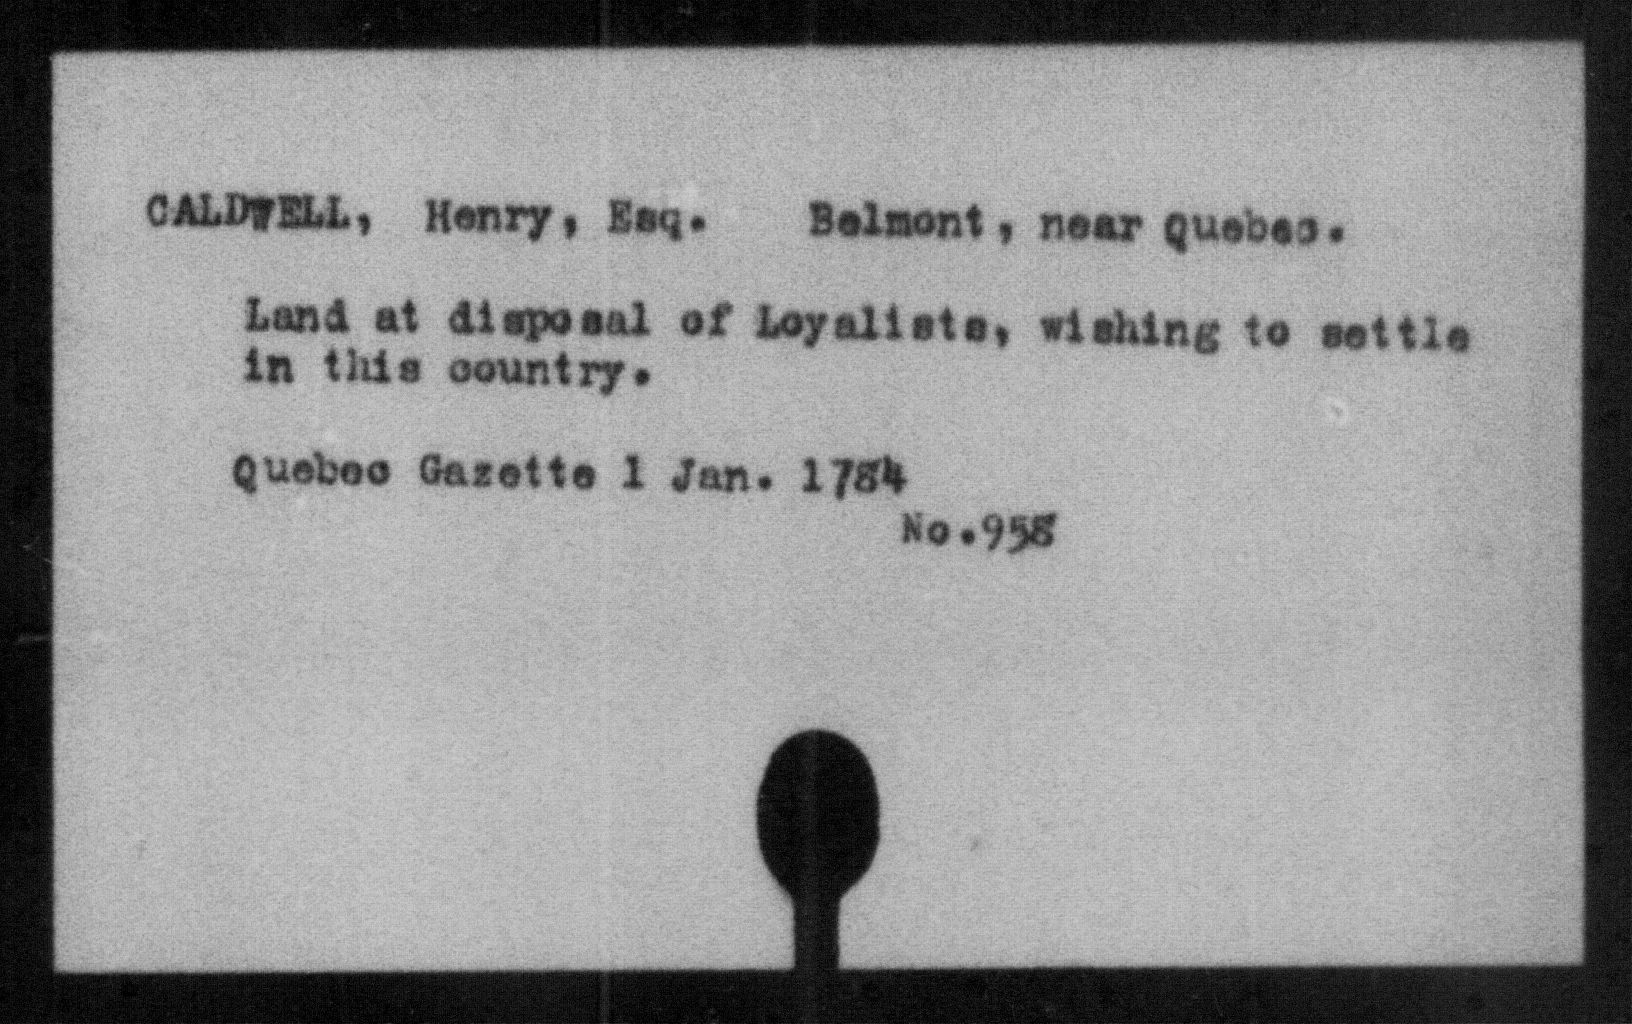 CALDWELL, Henry, Esq. Belmont, near Quebec.
Land at disposal of Loyalists, wishing to settle
in this country.
Quebec Gazette 1 Jan. 1784
No.958